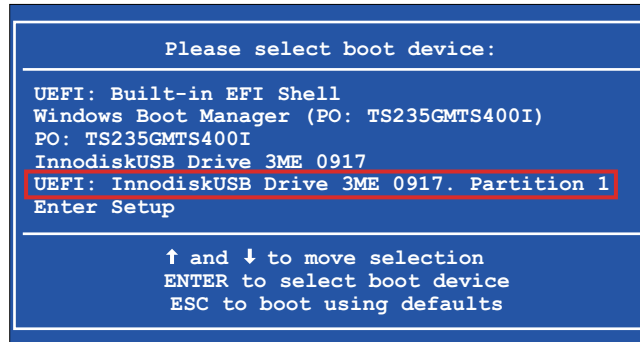 Please select boot device:
UEFI: Built-in EFI Shell
Windows Boot Manager (PO: TS235GMTS400I)
PO: TS235GMTS400I
InnodiskUSB Drive 3ME 0917
UEFI: InnodiskUSB Drive 3ME 0917. Partition 1
Enter Setup
↑ and ↓ to move selection
ENTER to select boot device
ESC to boot using defaults